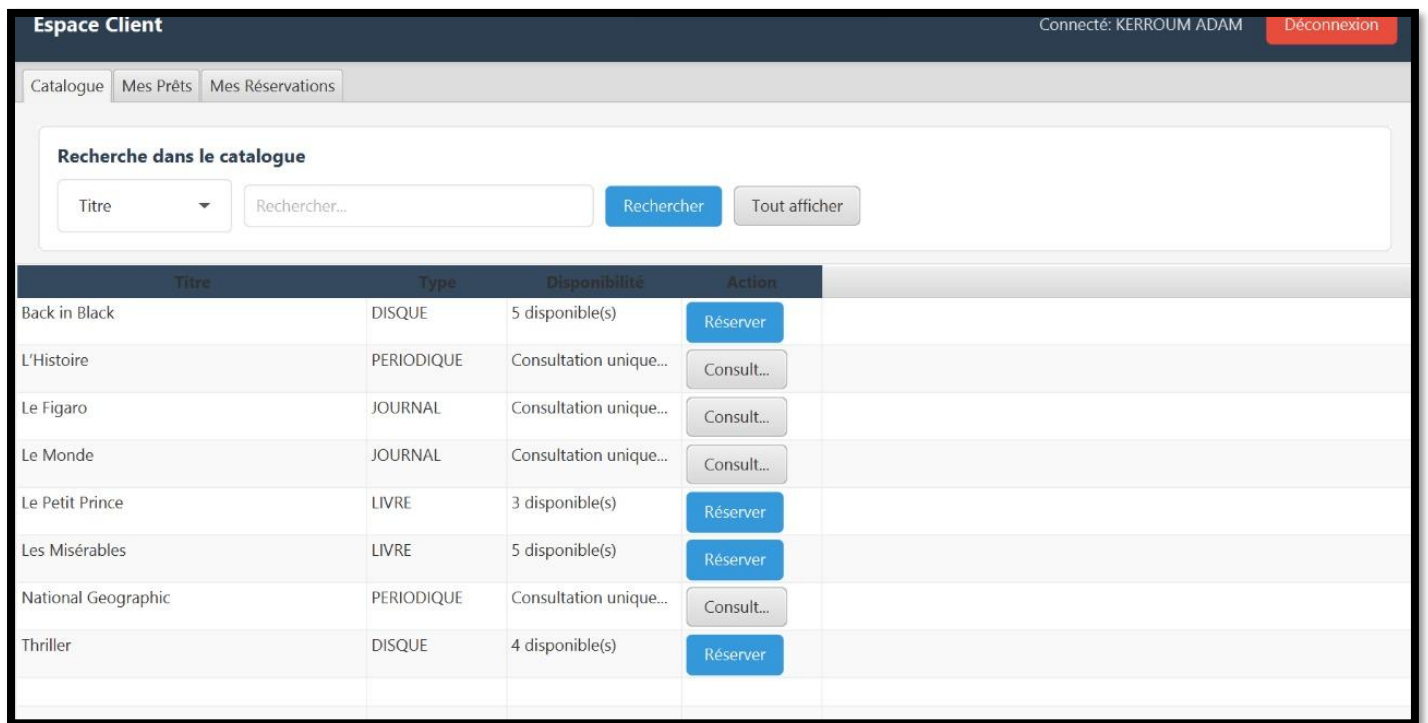 Espace Client Connecté: KERROUM ADAM Déconnexion
Catalogue Mes Prêts Mes Réservations
Recherche dans le catalogue
Titre Rechercher... Rechercher Tout afficher
Titre Type Disponibilité Action
Back in Black DISQUE 5 disponible(s) Réserver
L'Histoire PERIODIQUE Consultation unique... Consult...
Le Figaro JOURNAL Consultation unique... Consult...
Le Monde JOURNAL Consultation unique... Consult...
Le Petit Prince LIVRE 3 disponible(s) Réserver
Les Misérables LIVRE 5 disponible(s) Réserver
National Geographic PERIODIQUE Consultation unique... Consult...
Thriller DISQUE 4 disponible(s) Réserver